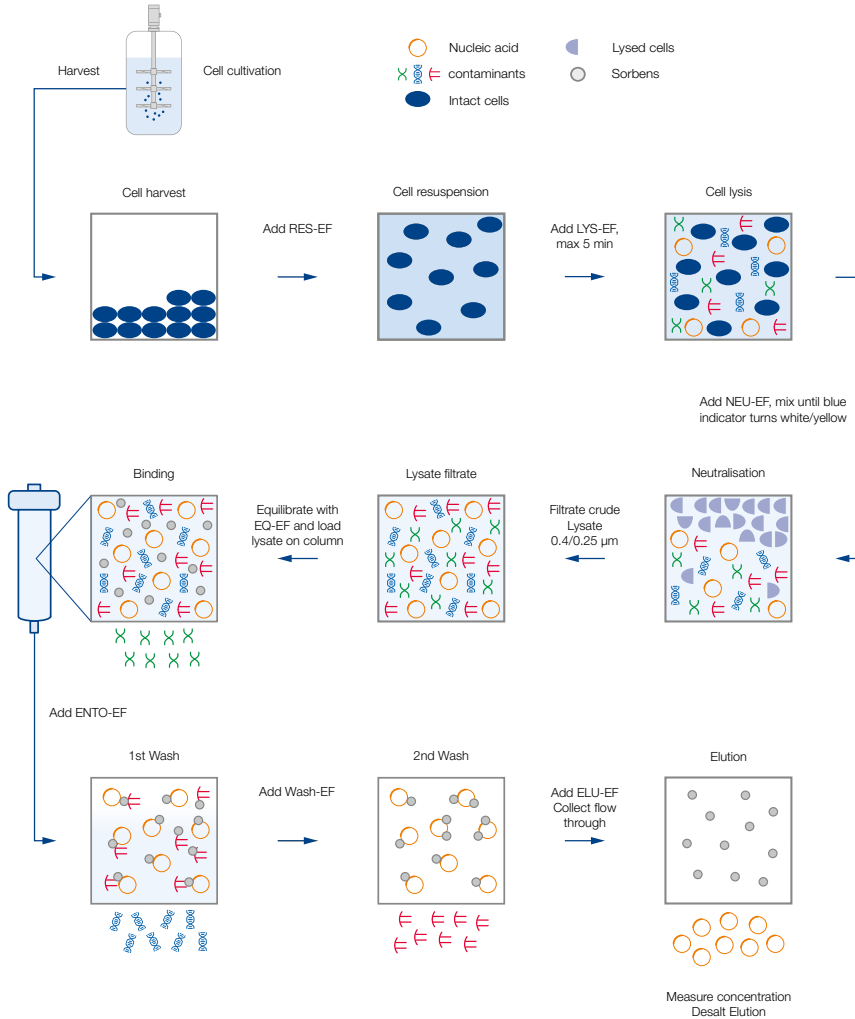 Harvest
Cell cultivation
Nucleic acid
contaminants
Intact cells
Lysed cells
Sorbens
Cell harvest
Add RES-EF
Cell resuspension
Add LYS-EF,
max 5 min
Cell lysis
Add NEU-EF, mix until blue
indicator turns white/yellow
Neutralisation
Filtrate crude
Lysate
0.4/0.25 µm
Lysate filtrate
Equilibrate with
EQ-EF and load
lysate on column
Binding
Add ENTO-EF
1st Wash
Add Wash-EF
2nd Wash
Add ELU-EF
Collect flow
through
Elution
Measure concentration
Desalt Elution